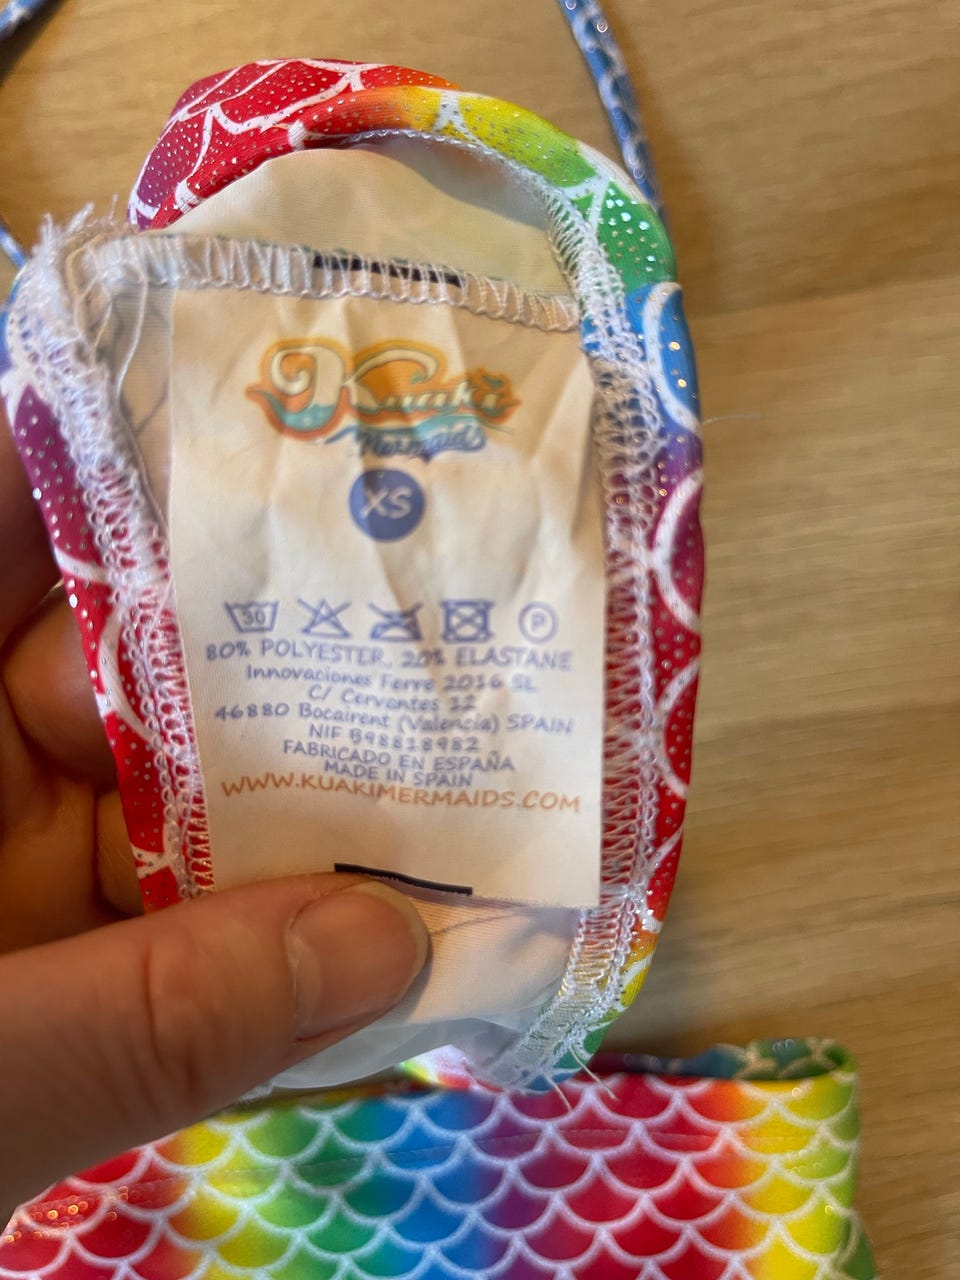 Kuaki
Mermaids
XS
30 P
80% POLYESTER, 20% ELASTANE
Innovaciones Ferre 2016 SL
C/ Cervantes 12
46880 Bocairent (Valencia) SPAIN
NIF B98818982
FABRICADO EN ESPAÑA
MADE IN SPAIN
WWW.KUAKIMERMAIDS.COM